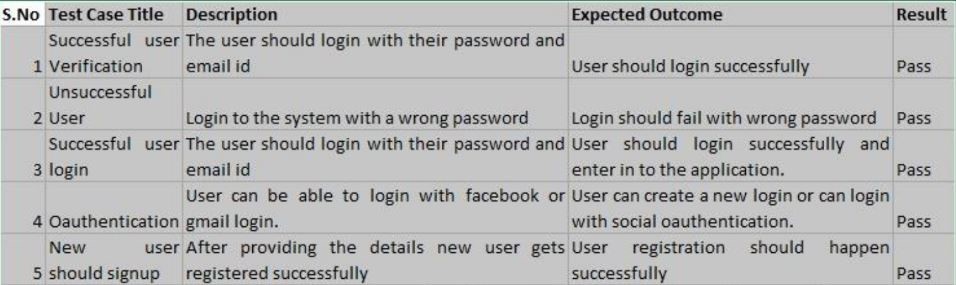 S.No Test Case Title Description Expected Outcome Result
Successful user The user should login with their password and
1 Verification email id User should login successfully Pass
Unsuccessful
2 User Login to the system with a wrong password Login should fail with wrong password Pass
Successful user The user should login with their password and User should login successfully and
3 login email id enter in to the application. Pass
User can be able to login with facebook or User can create a new login or can login
4 Oauthentication gmail login. with social oauthentication. Pass
New user After providing the details new user gets User registration should happen
5 should signup registered successfully successfully Pass